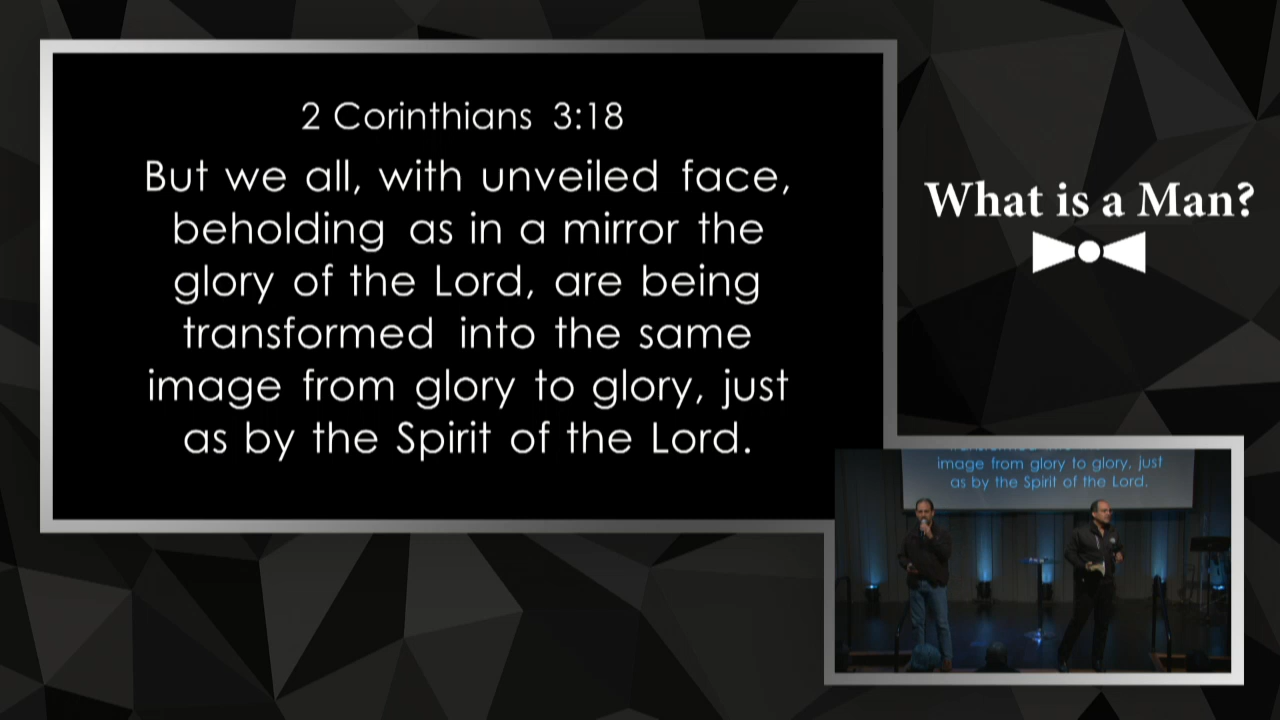 2 Corinthians 3:18
But we all, with unveiled face,
beholding as in a mirror the
glory of the Lord, are being
transformed into the same
image from glory to glory, just
as by the Spirit of the Lord.
What is a Man?
image from glory to glory, just
as by the Spirit of the Lord.